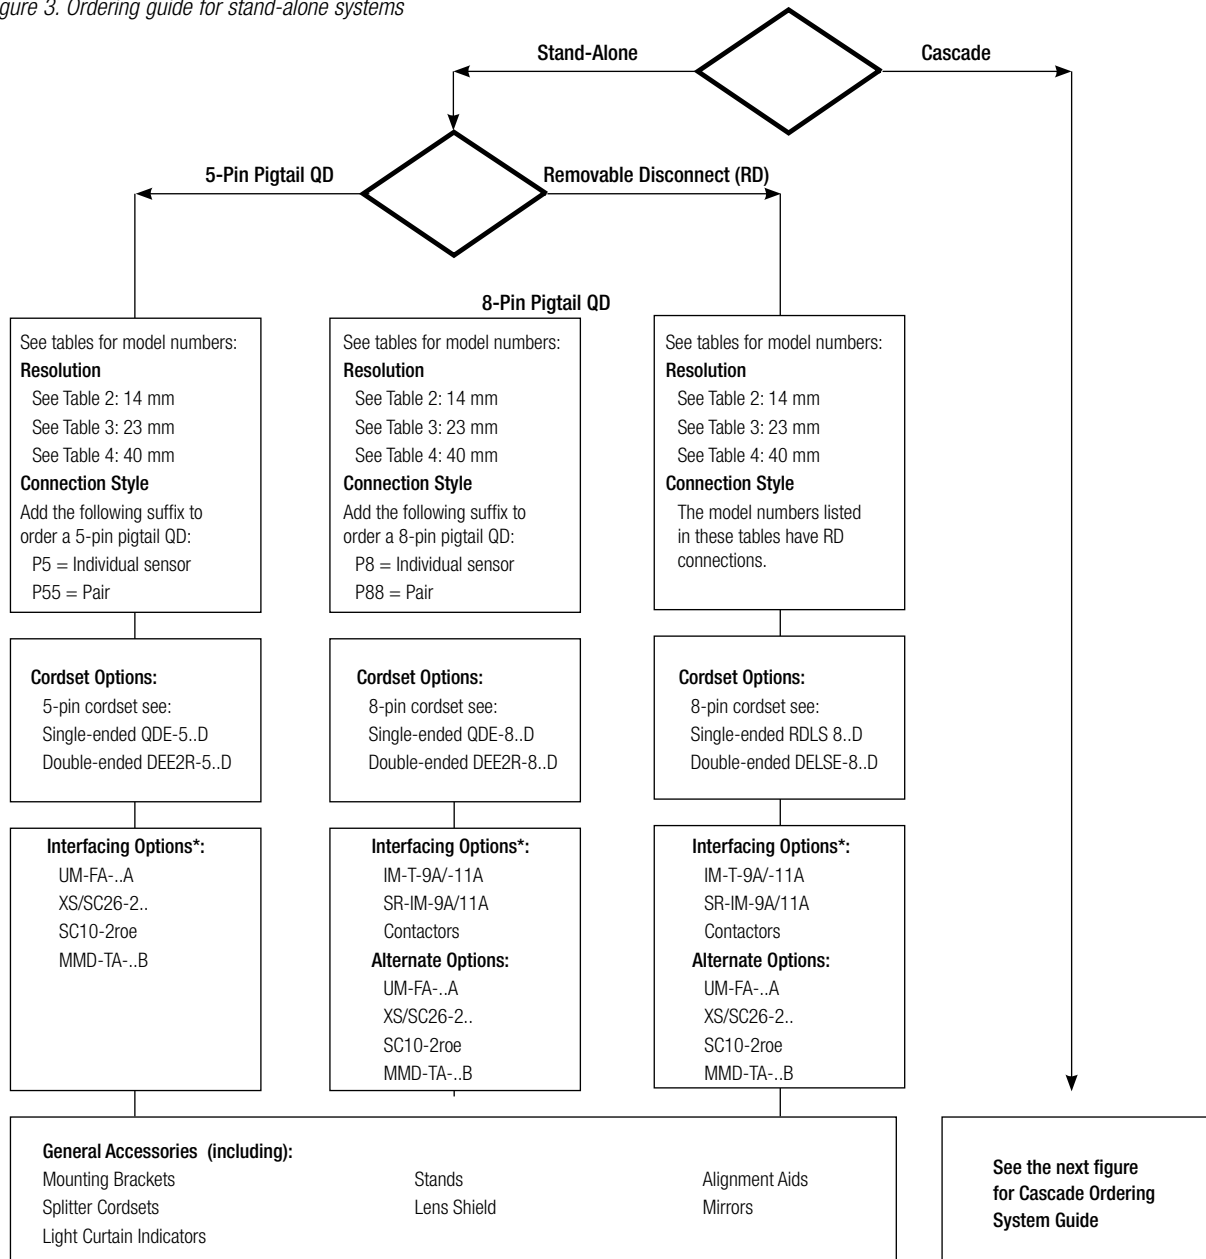 gure 3. Ordering guide for stand-alone systems
Stand-Alone
Cascade
5-Pin Pigtail QD
Removable Disconnect (RD)
8-Pin Pigtail QD
See tables for model numbers:
Resolution
See Table 2: 14 mm
See Table 3: 23 mm
See Table 4: 40 mm
Connection Style
Add the following suffix to
order a 5-pin pigtail QD:
P5 = Individual sensor
P55 = Pair
See tables for model numbers:
Resolution
See Table 2: 14 mm
See Table 3: 23 mm
See Table 4: 40 mm
Connection Style
Add the following suffix to
order a 8-pin pigtail QD:
P8 = Individual sensor
P88 = Pair
See tables for model numbers:
Resolution
See Table 2: 14 mm
See Table 3: 23 mm
See Table 4: 40 mm
Connection Style
The model numbers listed
in these tables have RD
connections.
Cordset Options:
5-pin cordset see:
Single-ended QDE-5..D
Double-ended DEE2R-5..D
Cordset Options:
8-pin cordset see:
Single-ended QDE-8..D
Double-ended DEE2R-8..D
Cordset Options:
8-pin cordset see:
Single-ended RDLS 8..D
Double-ended DELSE-8..D
Interfacing Options*:
UM-FA-..A
XS/SC26-2..
SC10-2roe
MMD-TA-..B
Interfacing Options*:
IM-T-9A/-11A
SR-IM-9A/11A
Contactors
Alternate Options:
UM-FA-..A
XS/SC26-2..
SC10-2roe
MMD-TA-..B
Interfacing Options*:
IM-T-9A/-11A
SR-IM-9A/11A
Contactors
Alternate Options:
UM-FA-..A
XS/SC26-2..
SC10-2roe
MMD-TA-..B
General Accessories (including):
Mounting Brackets
Splitter Cordsets
Light Curtain Indicators
Stands
Lens Shield
Alignment Aids
Mirrors
See the next figure
for Cascade Ordering
System Guide